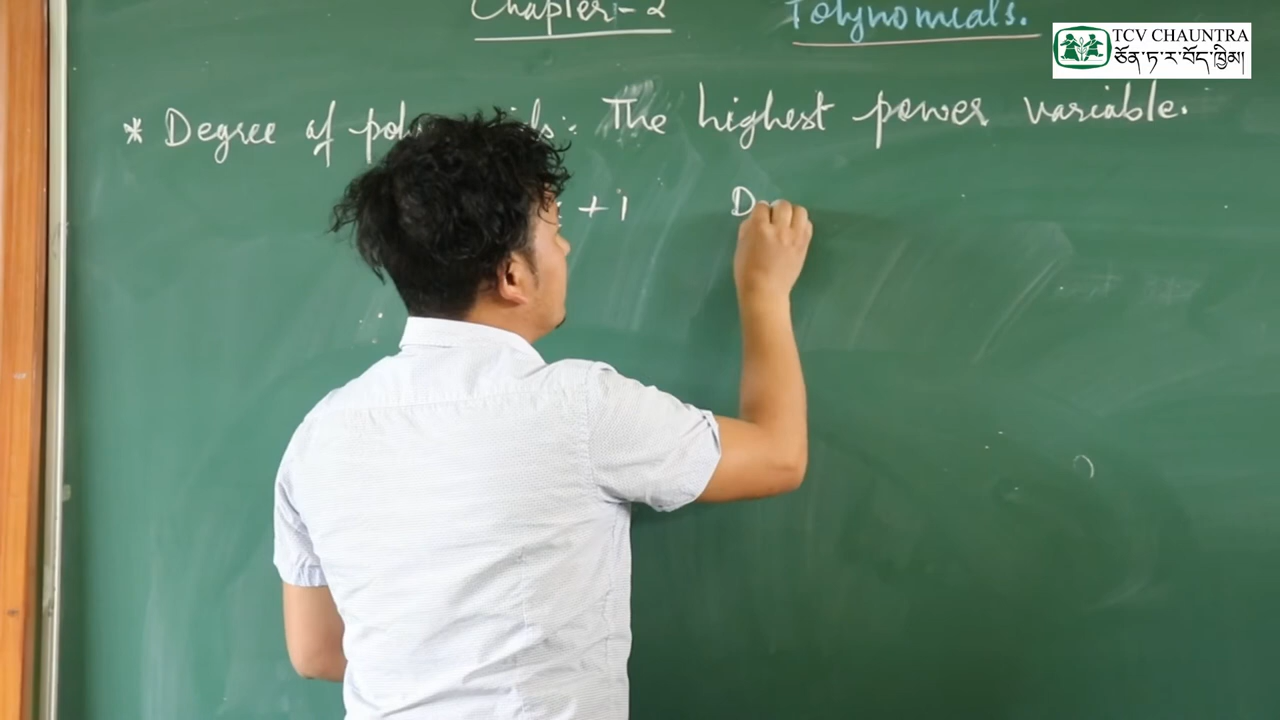 Chapter-2 Polynomials.
TCV CHAUNTRA
ཅོན་ཏ་ར་བོད་ཁྱིམ།
* Degree of : The highest power variable.
+1